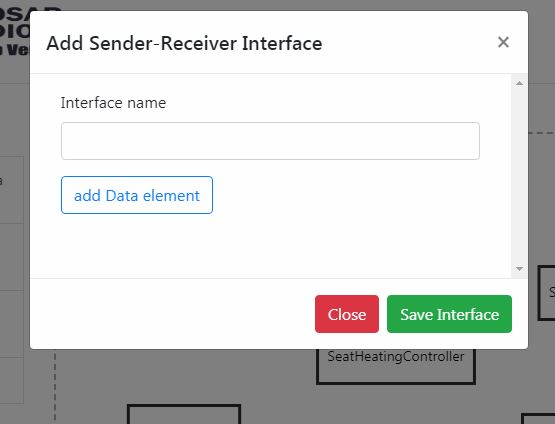 Add Sender-Receiver Interface
×
Interface name
add Data element
Close
Save Interface
SeatHeatingController